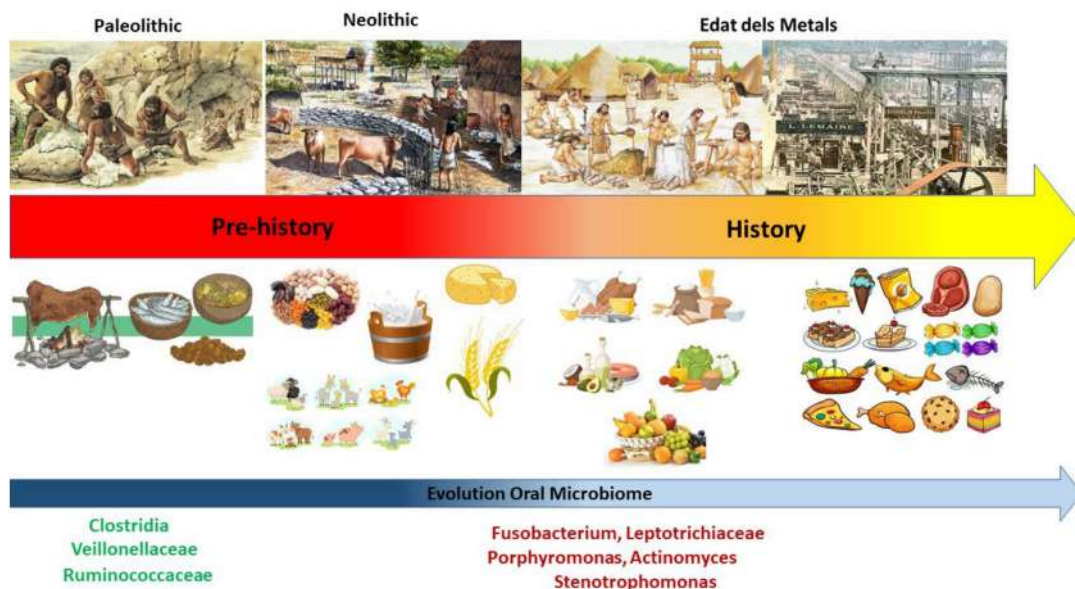 Paleolithic
Neolithic
Edat dels Metals
L. LEMAIRE
Pre-history
History
Evolution Oral Microbiome
Clostridia
Veillonellaceae
Ruminococcaceae
Fusobacterium, Leptotrichiaceae
Porphyromonas, Actinomyces
Stenotrophomonas